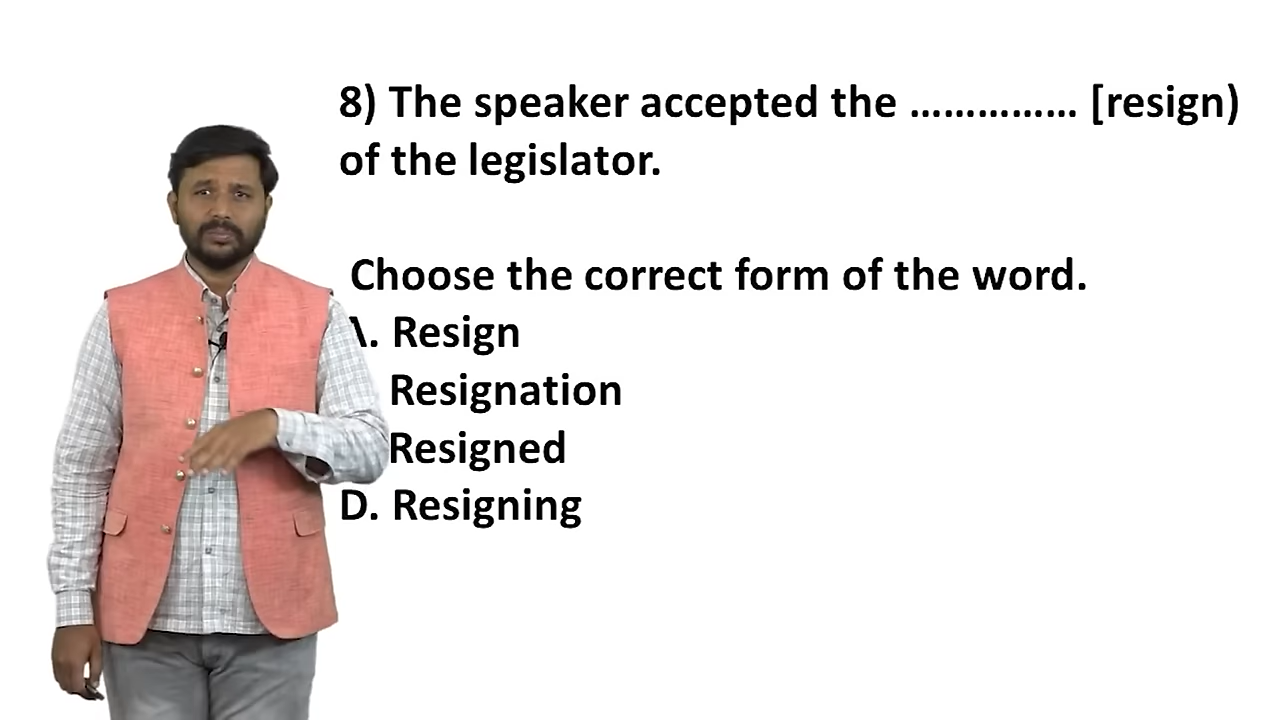 8) The speaker accepted the …………… [resign)
of the legislator.
Choose the correct form of the word.
A. Resign
Resignation
Resigned
D. Resigning